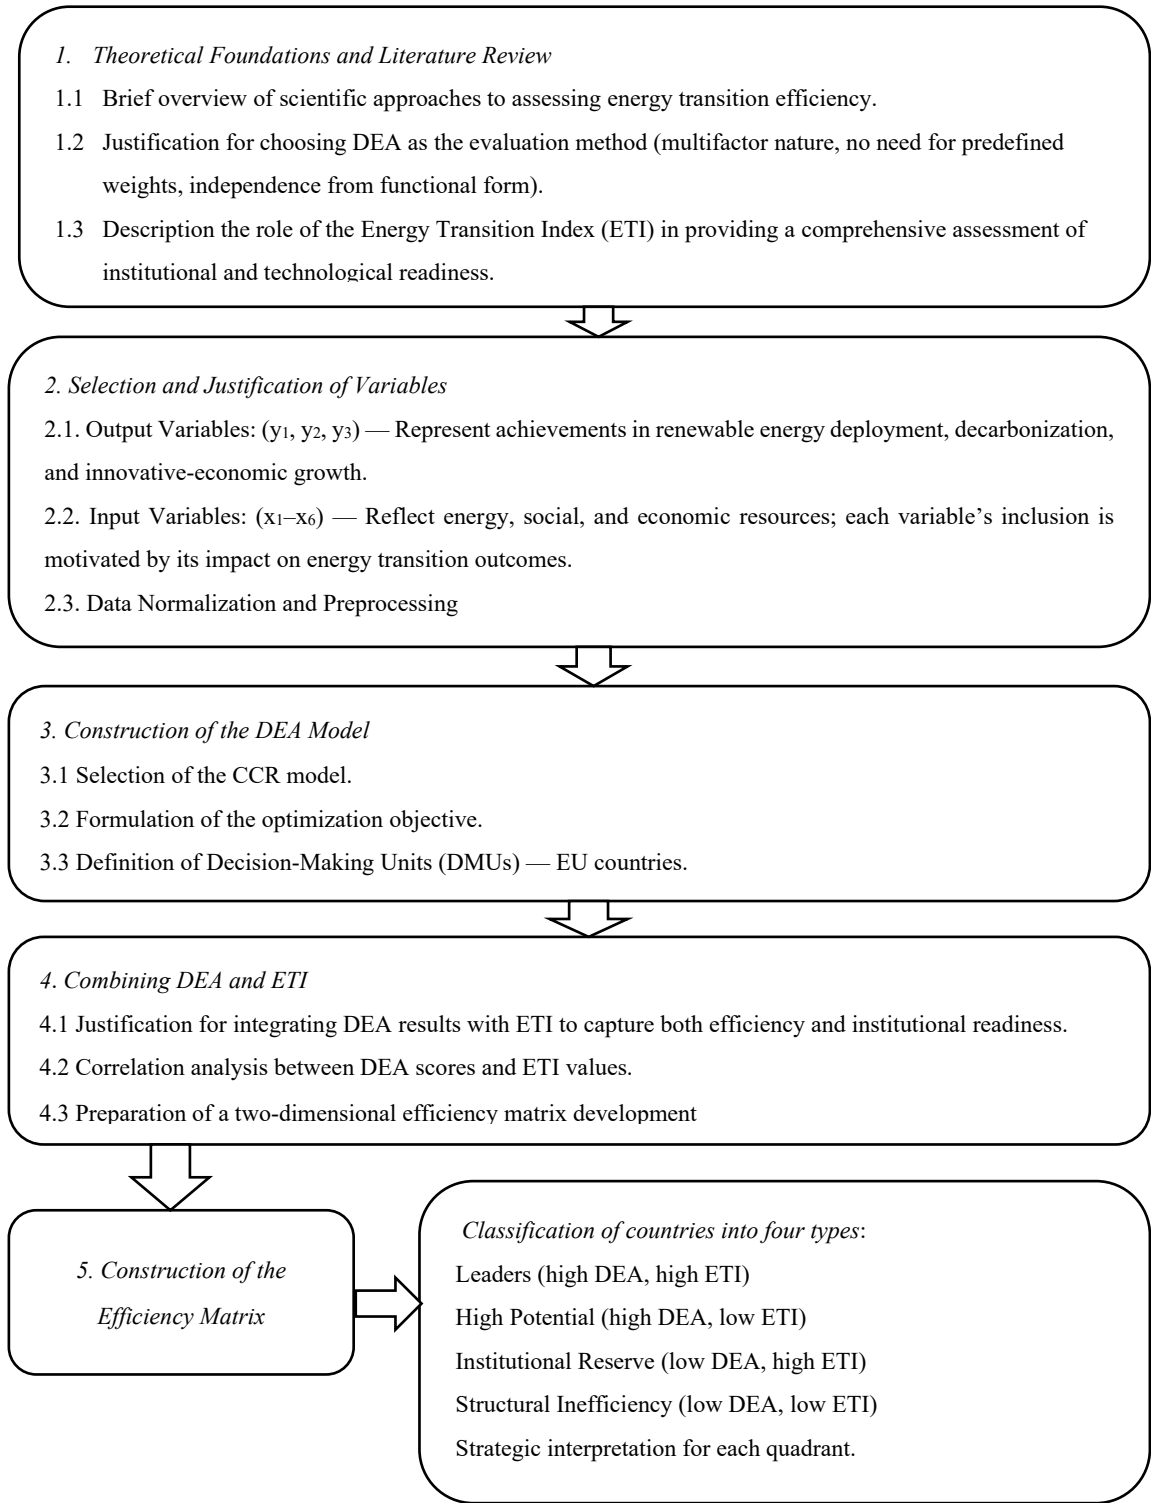 1. Theoretical Foundations and Literature Review
1.1 Brief overview of scientific approaches to assessing energy transition efficiency.
1.2 Justification for choosing DEA as the evaluation method (multifactor nature, no need for predefined
weights, independence from functional form).
1.3 Description the role of the Energy Transition Index (ETI) in providing a comprehensive assessment of
institutional and technological readiness.
2. Selection and Justification of Variables
2.1. Output Variables: (y₁, y₂, y₃) — Represent achievements in renewable energy deployment, decarbonization,
and innovative-economic growth.
2.2. Input Variables: (x₁–x₆) — Reflect energy, social, and economic resources; each variable’s inclusion is
motivated by its impact on energy transition outcomes.
2.3. Data Normalization and Preprocessing
3. Construction of the DEA Model
3.1 Selection of the CCR model.
3.2 Formulation of the optimization objective.
3.3 Definition of Decision-Making Units (DMUs) — EU countries.
4. Combining DEA and ETI
4.1 Justification for integrating DEA results with ETI to capture both efficiency and institutional readiness.
4.2 Correlation analysis between DEA scores and ETI values.
4.3 Preparation of a two-dimensional efficiency matrix development
5. Construction of the
Efficiency Matrix
Classification of countries into four types:
Leaders (high DEA, high ETI)
High Potential (high DEA, low ETI)
Institutional Reserve (low DEA, high ETI)
Structural Inefficiency (low DEA, low ETI)
Strategic interpretation for each quadrant.